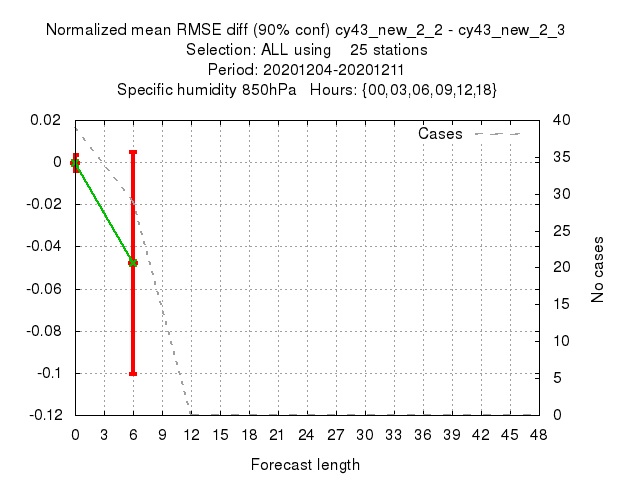 Normalized mean RMSE diff (90% conf) cy43_new_2_2 - cy43_new_2_3
Selection: ALL using    25 stations
Period: 20201204-20201211
Specific humidity 850hPa   Hours: {00,03,06,09,12,18}
0.02
0
-0.02
-0.04
-0.06
-0.08
-0.1
-0.12
Cases
40
35
30
25
20
15
10
5
0
No cases
0 3 6 9 12 15 18 21 24 27 30 33 36 39 42 45 48
Forecast length